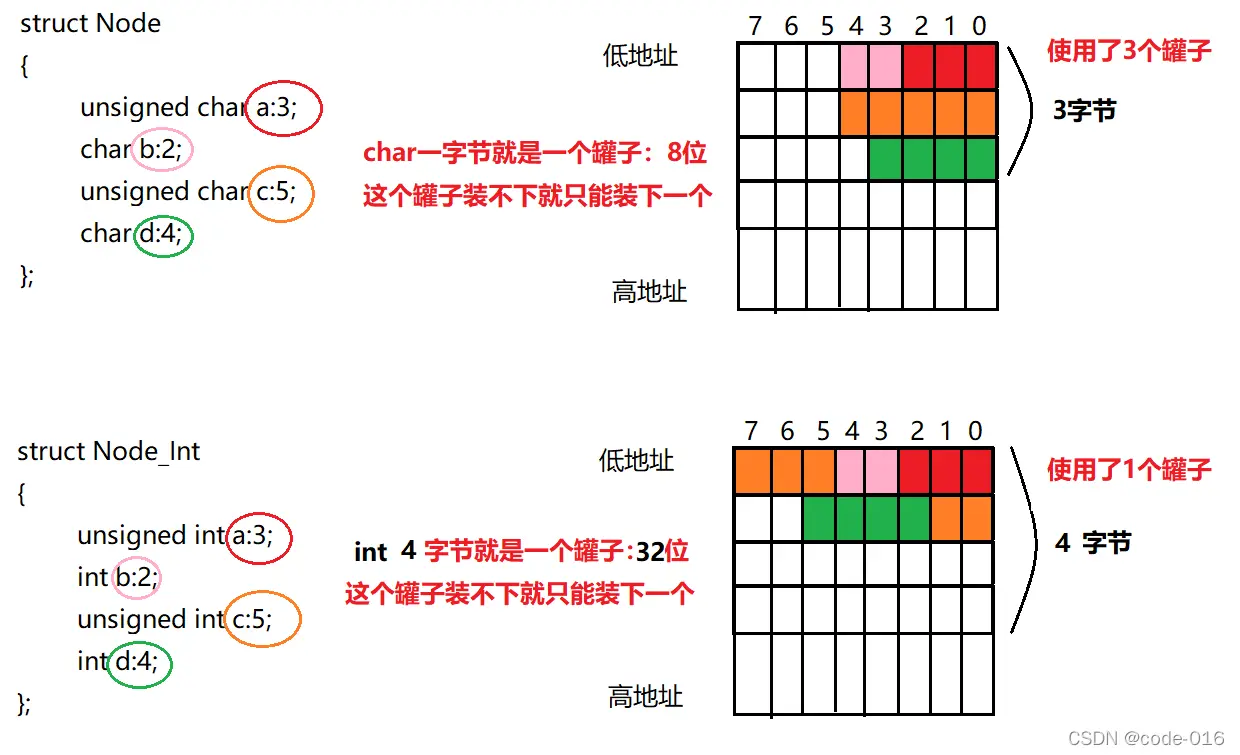 struct Node
{
unsigned char a:3;
char b:2;
unsigned char c:5;
char d:4;
};
char一字节就是一个罐子：8位
这个罐子装不下就只能装下一个
7 6 5 4 3 2 1 0
低地址
高地址
使用了3个罐子
3字节
struct Node_Int
{
unsigned int a:3;
int b:2;
unsigned int c:5;
int d:4;
};
int 4 字节就是一个罐子：32位
这个罐子装不下就只能装下一个
7 6 5 4 3 2 1 0
低地址
高地址
使用了1个罐子
4 字节
CSDN @code-016